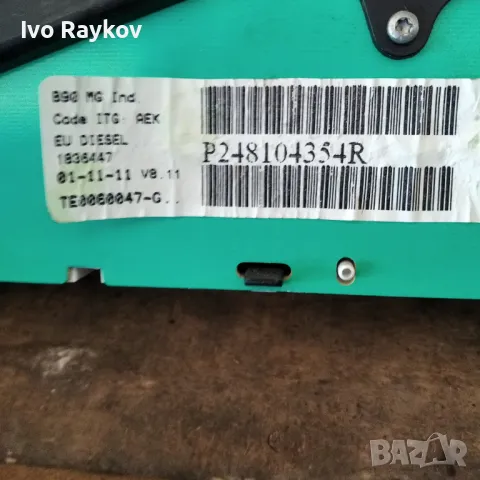 Ivo Raykov
B90 MG Ind.
Code ITG: AEK
EU DIESEL
1836447
01-11-11 V8.11
TE0060047-G..
P248104354R
BAZAR